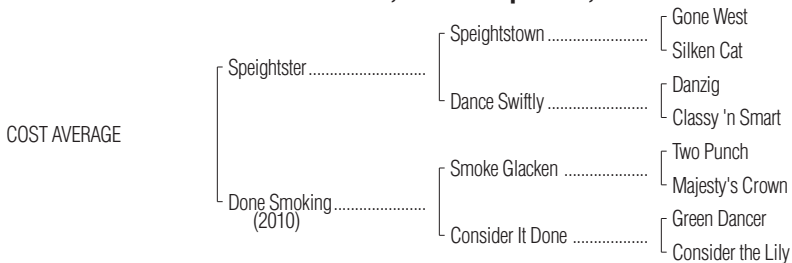 Gone West
Speightstown ...................
Silken Cat
Speightster......................
Danzig
Dance Swiftly ...................
Classy 'n Smart
COST AVERAGE
Two Punch
Smoke Glacken ................
Majesty's Crown
Done Smoking.................
(2010)
Green Dancer
Consider It Done ..............
Consider the Lily